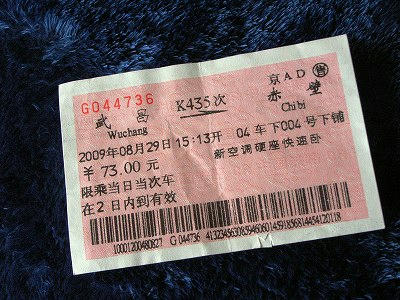 G044736
京AD 售
武昌 K435次 赤壁
Wuchang Chibi
2009年08月29日15:13开 04车下004号下铺
¥73.00元 新空调硬座快速卧
限乘当日当次车
在2日内到有效
G 044736